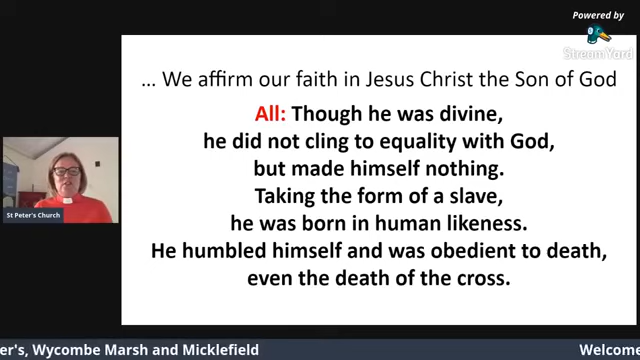 Powered by
StreamYard
... We affirm our faith in Jesus Christ the Son of God
All: Though he was divine,
he did not cling to equality with God,
but made himself nothing.
Taking the form of a slave,
he was born in human likeness.
He humbled himself and was obedient to death,
even the death of the cross.
St Peter's Church
er's, Wycombe Marsh and Micklefield
Welcome